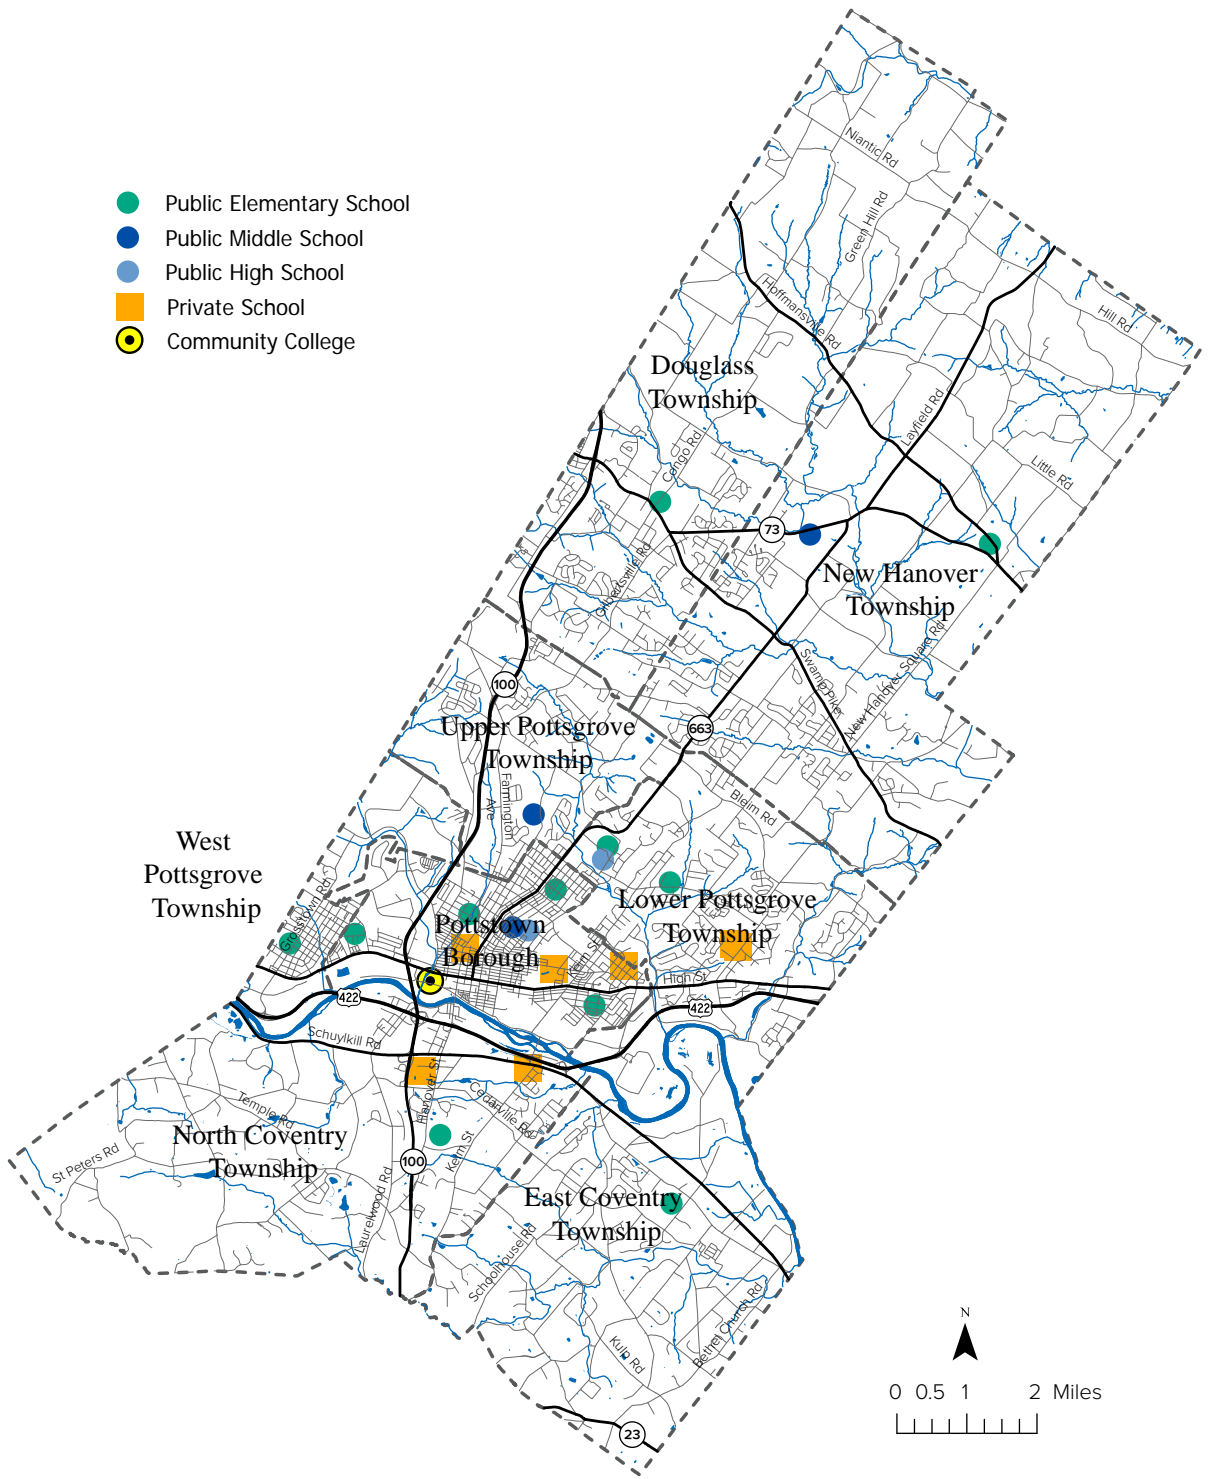 Niantic Rd
Green Hill Rd
Public Elementary School
Public Middle School
Public High School
Private School
Community College
Hoffmansville Rd
Hill Rd
Douglass
Township
Layfield Rd
Congo Rd
Little Rd
73
Gilbertsville Rd
New Hanover
Township
Swamp Pike
New Hanover Square Rd
100
Upper Pottsgrove
Township
663
Farmington
Ave
Bleim Rd
West
Pottsgrove
Township
Grosstown Rd
Lower Pottsgrove
Township
Pottstown
Borough
Keim St
High St
422
422
Schuylkill Rd
Hanover St
Cedarville Rd
Temple Rd
North Coventry
Township
St Peters Rd
Keim St
100
Laurelwood Rd
East Coventry
Township
Schoolhouse Rd
Bethel Church Rd
Kulp Rd
N
0 0.5 1 2 Miles
23